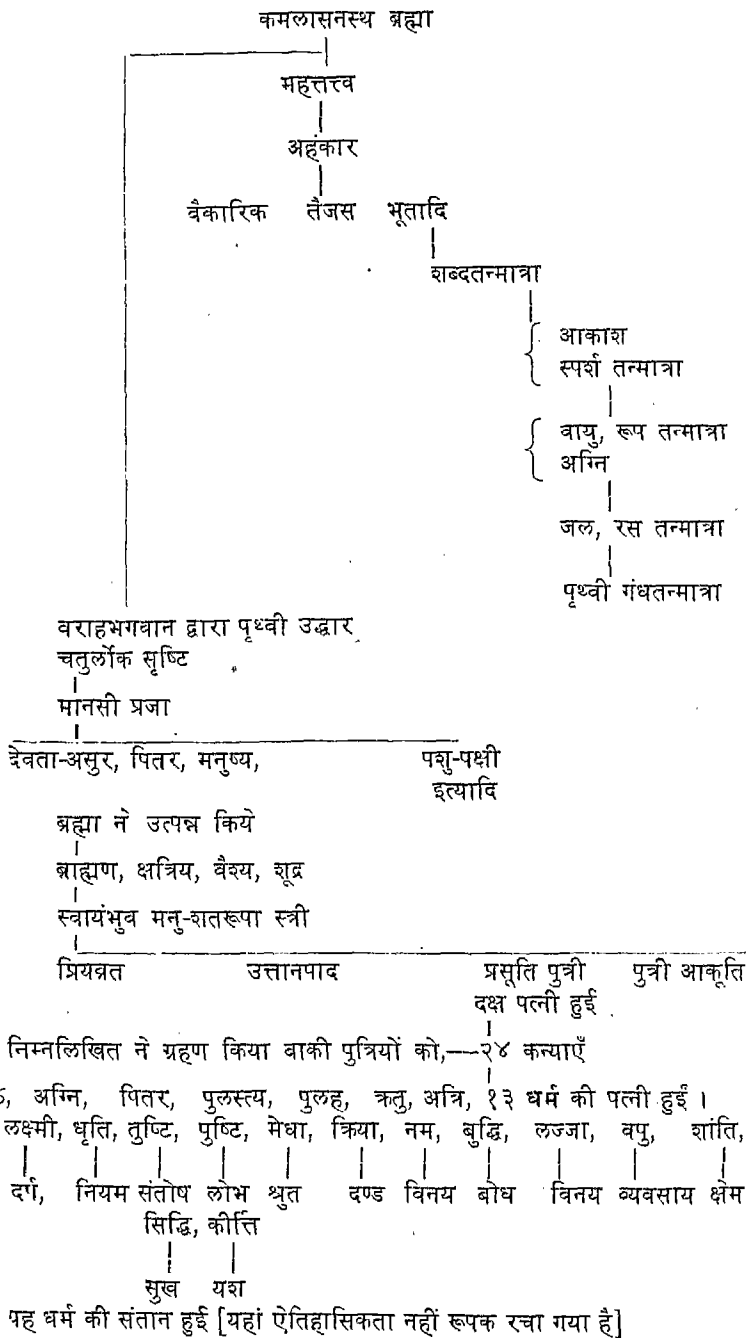 कमलासनस्थ ब्रह्मा
महत्तत्त्व
अहंकार
वैकारिक तैजस भूतादि
शब्दतन्मात्रा
आकाश
स्पर्श तन्मात्रा
वायु, रूप तन्मात्रा
अग्नि
जल, रस तन्मात्रा
पृथ्वी गंधतन्मात्रा
वराहभगवान द्वारा पृथ्वी उद्धार
चतुर्लोक सृष्टि
मानसी प्रजा
देवता-असुर, पितर, मनुष्य, पशु-पक्षी
इत्यादि
ब्रह्मा ने उत्पन्न किये
ब्राह्मण, क्षत्रिय, वैश्य, शूद्र
स्वायंभुव मनु-शतरूपा स्त्री
प्रियव्रत उत्तानपाद प्रसूति पुत्री पुत्री आकूति
दक्ष पत्नी हुई
निम्नलिखित ने ग्रहण किया बाकी पुत्रियों को,—२४ कन्याएँ
अग्नि, पितर, पुलस्त्य, पुलह, ऋतु, अत्रि, १३ धर्म की पत्नी हुईं ।
लक्ष्मी, धृति, तुष्टि, पुष्टि, मेधा, क्रिया, नम, बुद्धि, लज्जा, वपु, शांति,
दर्ग, नियम संतोष लोभ श्रुत दण्ड विनय बोध विनय व्यवसाय क्षेम
सिद्धि, कीर्त्ति
सुख यश
यह धर्म की संतान हुई [यहां ऐतिहासिकता नहीं रूपक रचा गया है]